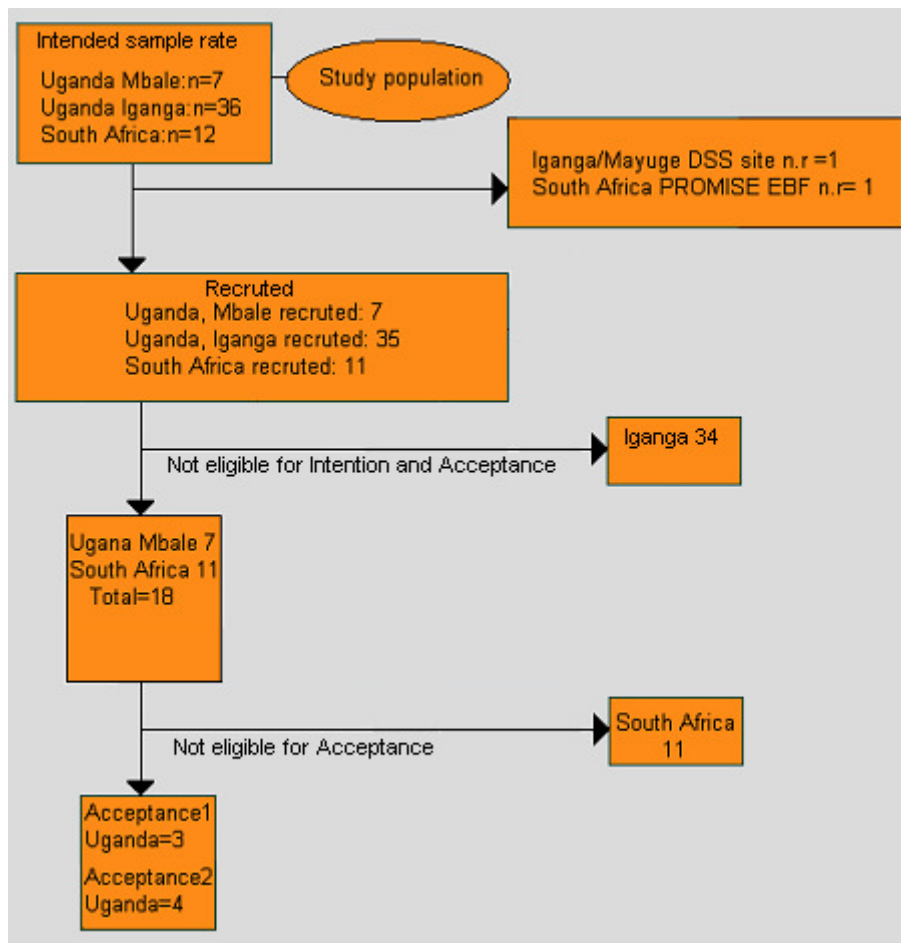 Intended sample rate
Uganda Mbale:n=7
Uganda Iganga:n=36
South Africa:n=12
Study population
Iganga/Mayuge DSS site n.r =1
South Africa PROMISE EBF n.r= 1
Recruted
Uganda, Mbale recruted: 7
Uganda, Iganga recruted: 35
South Africa recruted: 11
Not eligible for Intention and Acceptance
Iganga 34
Ugana Mbale 7
South Africa 11
Total=18
Not eligible for Acceptance
South Africa
11
Acceptance1
Uganda=3
Acceptance2
Uganda=4